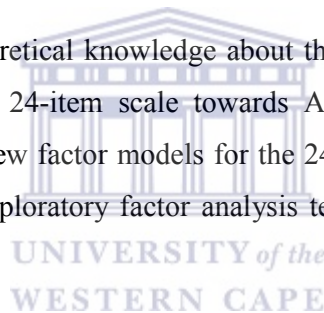 retical knowledge about th
24-item scale towards A
ew factor models for the 24
ploratory factor analysis te
UNIVERSITY of the
WESTERN CAPE